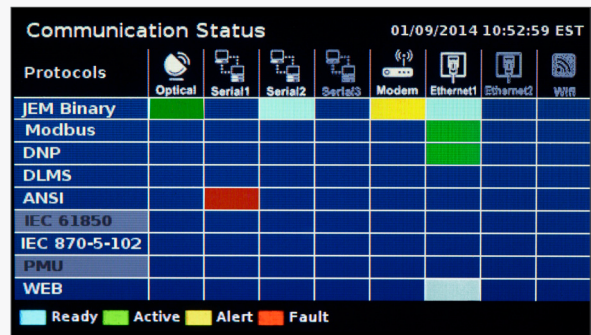 Communication Status 01/09/2014 10:52:59 EST
Protocols Optical Serial1 Serial2 Serial3 Modem Ethernet1 Ethernet2 Wifi
JEM Binary
Modbus
DNP
DLMS
ANSI
IEC 61850
IEC 870-5-102
PMU
WEB
Ready Active Alert Fault